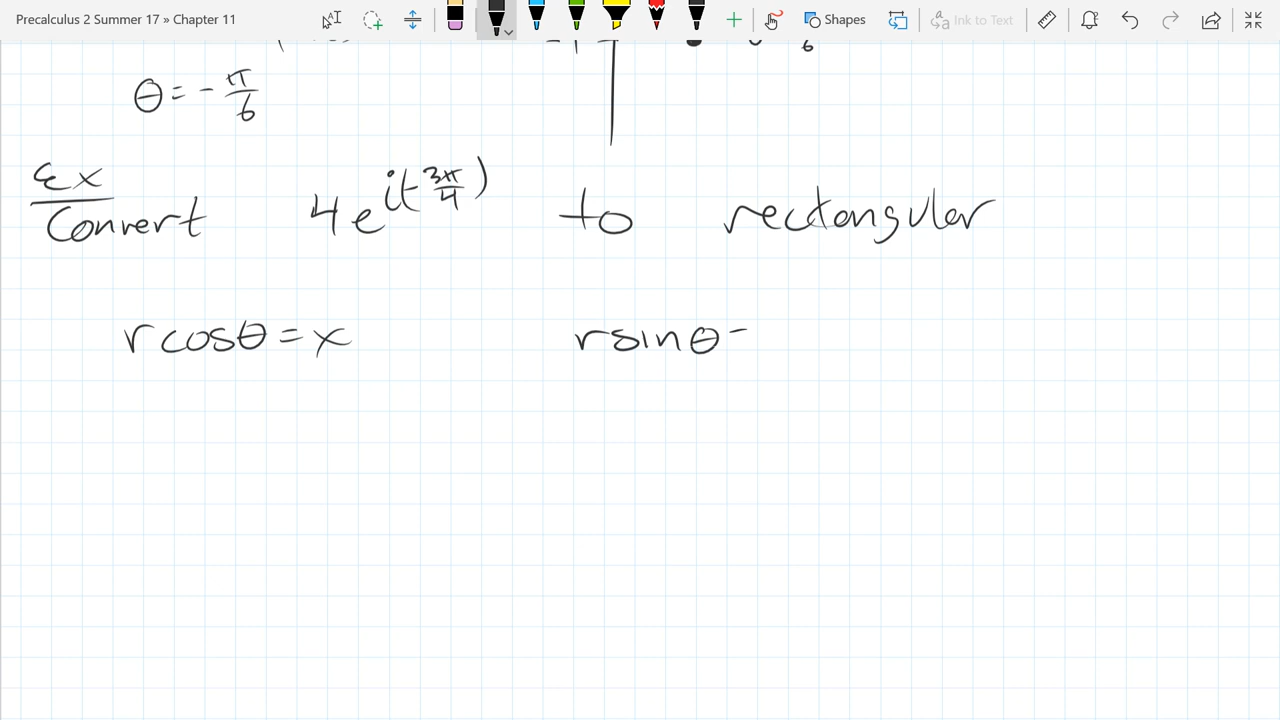 Precalculus 2 Summer 17 » Chapter 11
Shapes
Ink to Text
6
θ = - π/6
Ex
Convert 4e^{i(3π/4)} to rectangular
r cosθ = x r sinθ -